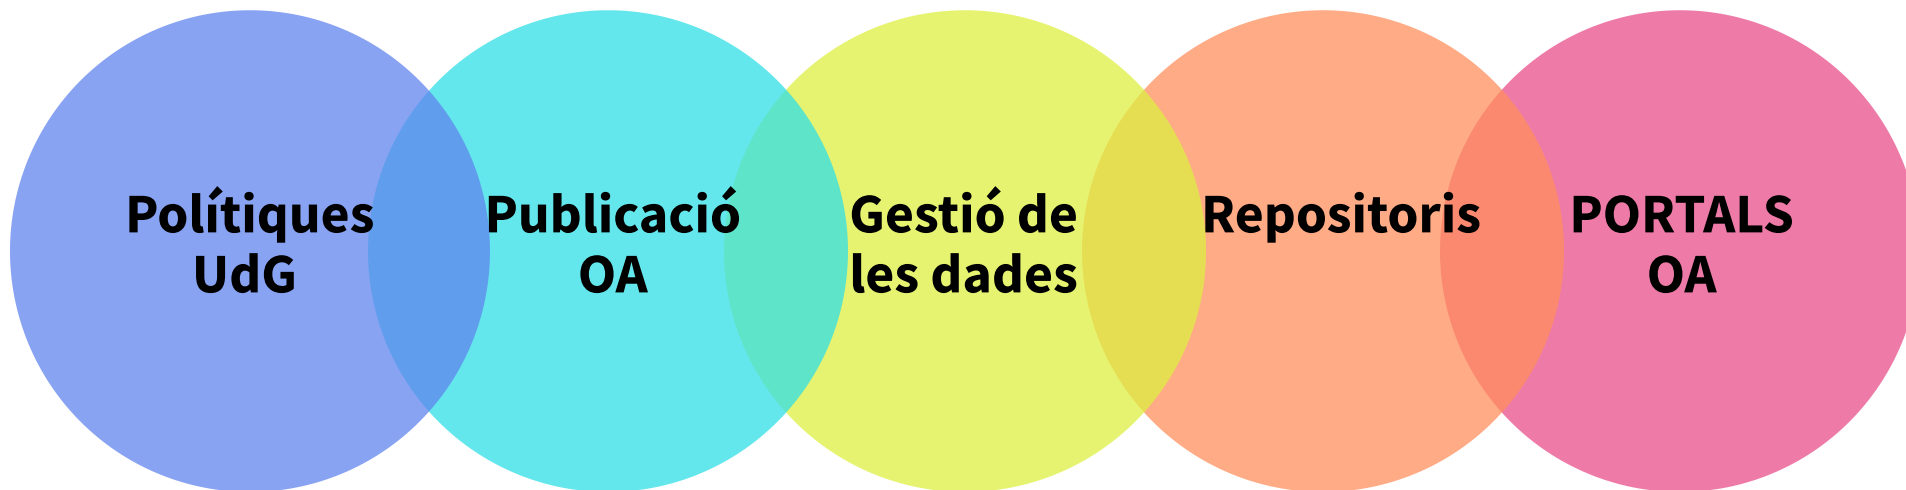 Polítiques
UdG
Publicació
OA
Gestió de
les dades
Repositoris
PORTALS
OA